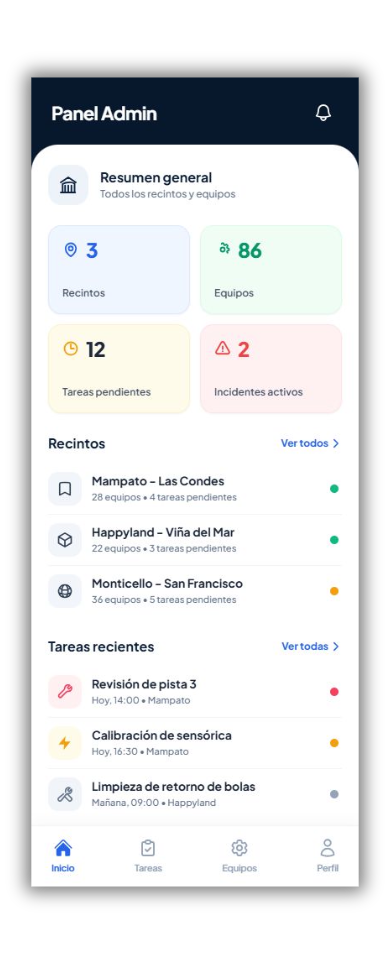 Panel Admin
Resumen general
Todos los recintos y equipos
3
Recintos
86
Equipos
12
Tareas pendientes
2
Incidentes activos
Recintos
Ver todos
Mampato – Las Condes
28 equipos • 4 tareas pendientes
Happyland – Viña del Mar
22 equipos • 3 tareas pendientes
Monticello – San Francisco
36 equipos • 5 tareas pendientes
Tareas recientes
Ver todas
Revisión de pista 3
Hoy, 14:00 • Mampato
Calibración de sensórica
Hoy, 16:30 • Mampato
Limpieza de retorno de bolas
Mañana, 09:00 • Happyland
Inicio
Tareas
Equipos
Perfil